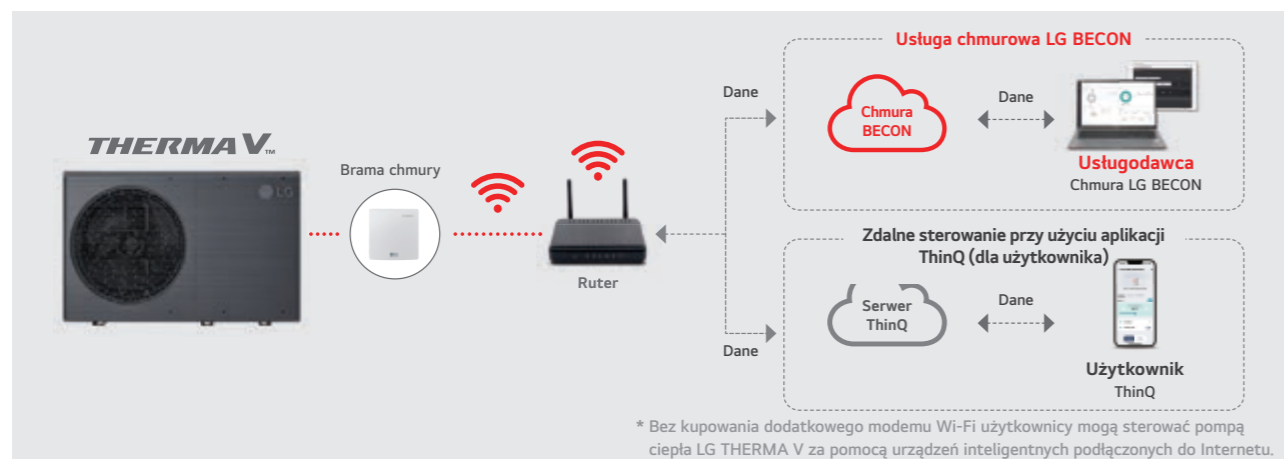 Usługa chmurowa LG BECON
Dane
Chmura
BECON
Dane
Usługodawca
Chmura LG BECON
THERMA V™
LG
Brama chmury
Ruter
Zdalne sterowanie przy użyciu aplikacji
ThinQ (dla użytkownika)
Serwer
ThinQ
Dane
Dane
Użytkownik
ThinQ
* Bez kupowania dodatkowego modemu Wi-Fi użytkownicy mogą sterować pompą
ciepła LG THERMA V za pomocą urządzeń inteligentnych podłączonych do Internetu.